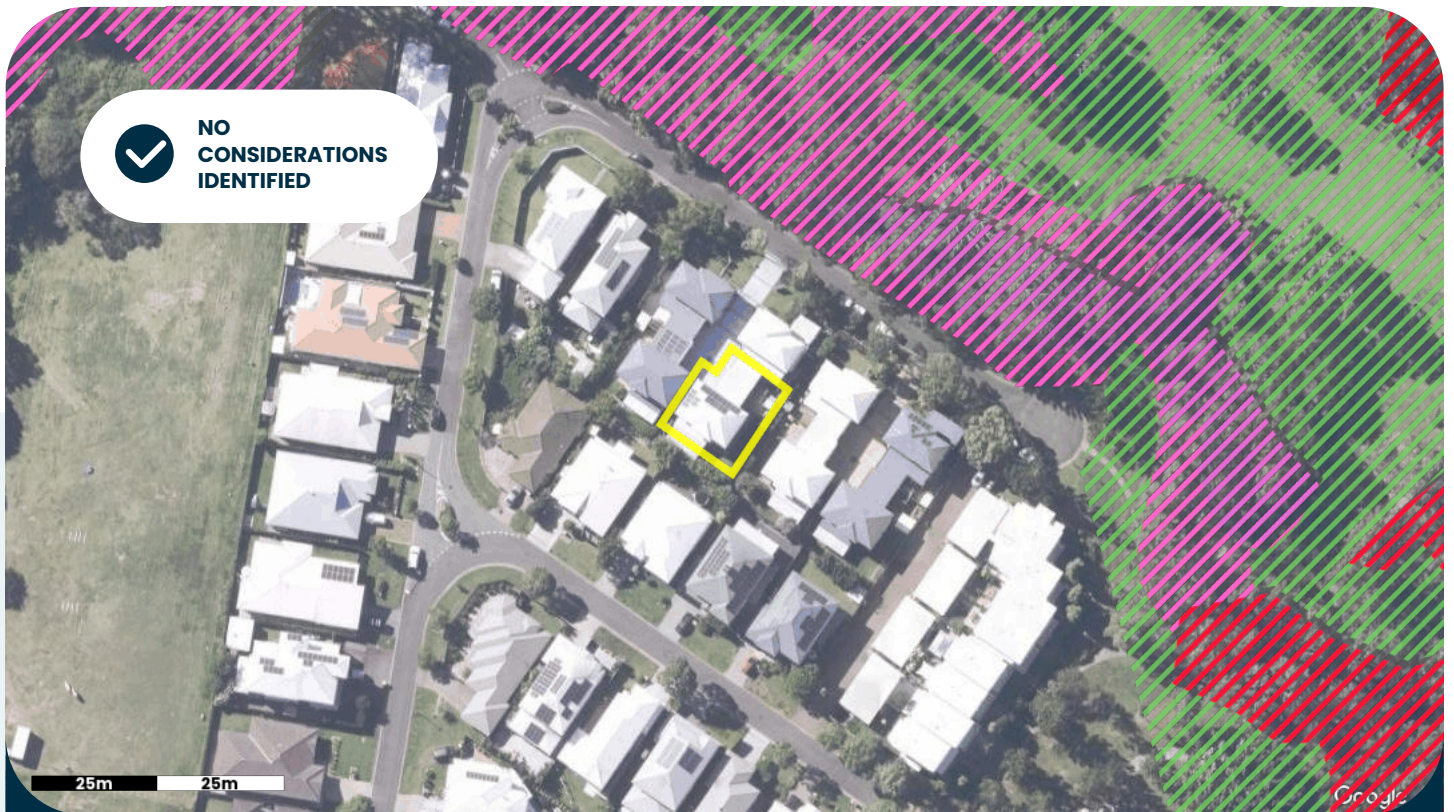 NO
CONSIDERATIONS
IDENTIFIED
25m 25m
Google